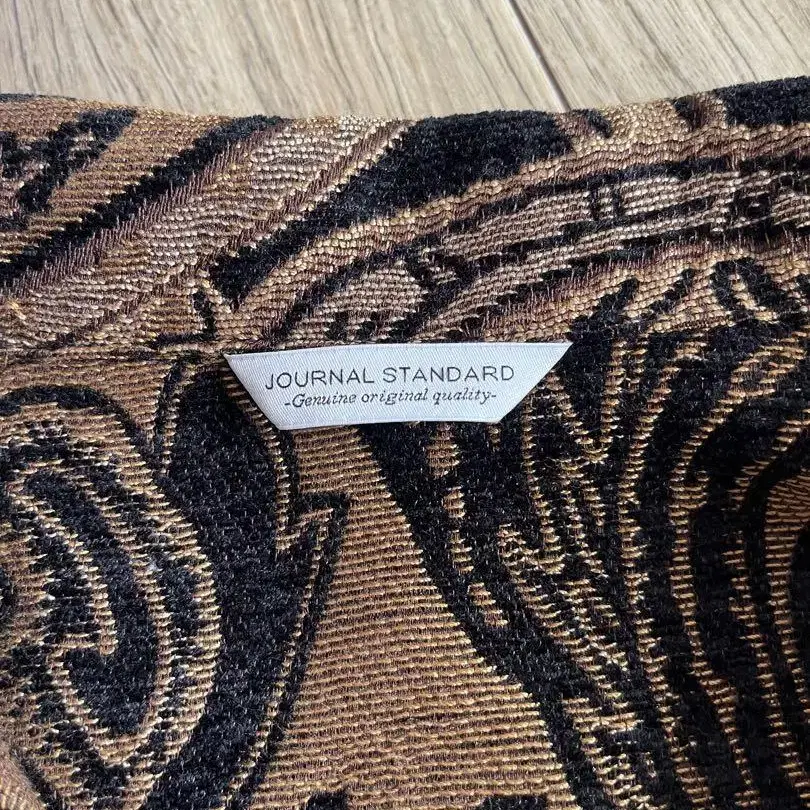 JOURNAL STANDARD
-Genuine original quality-